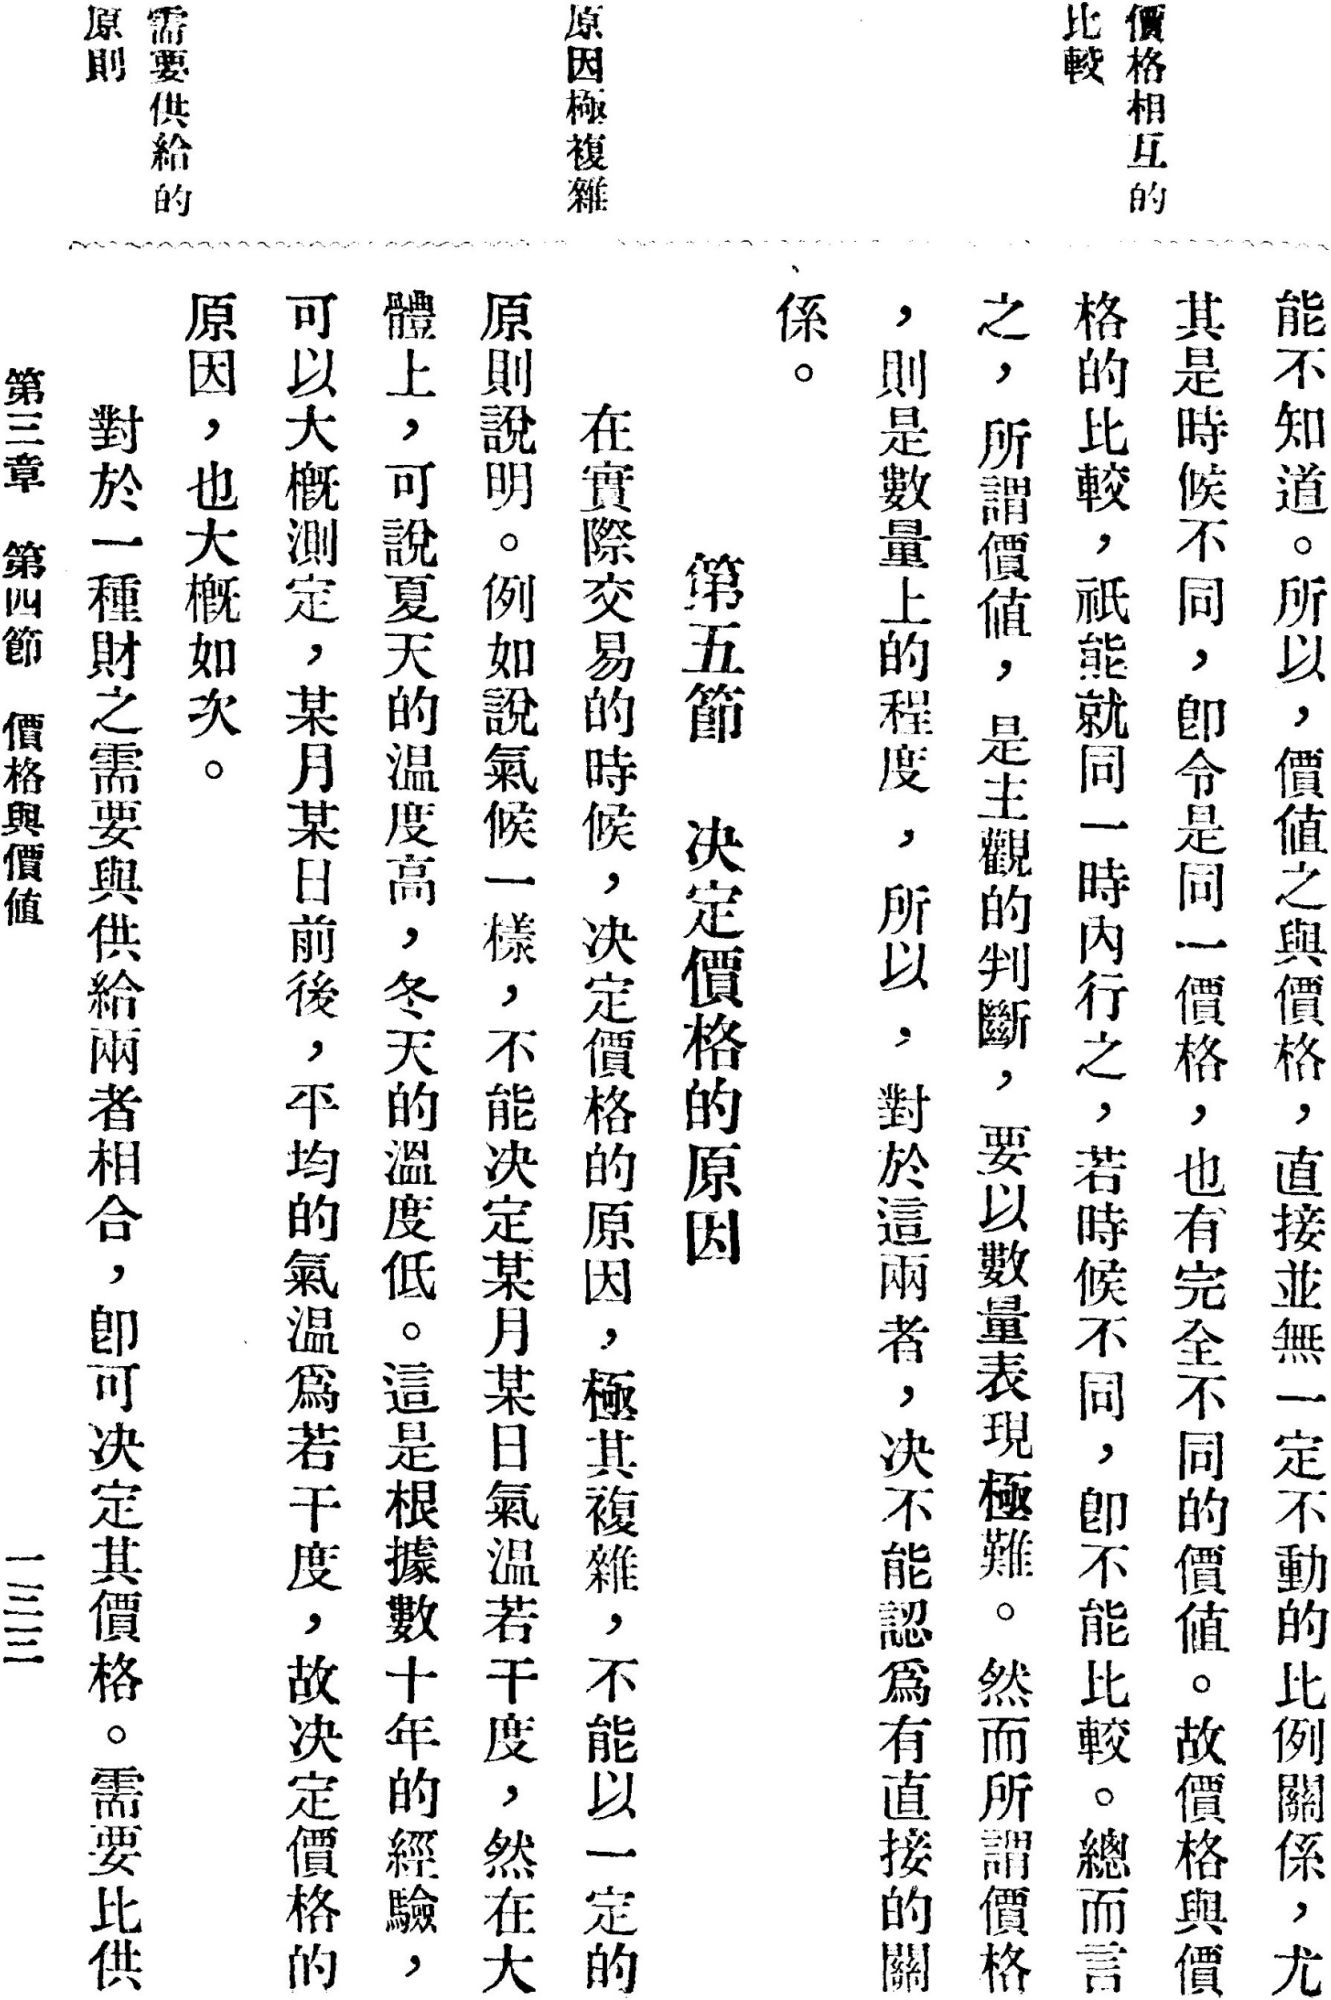 價格相互的
比較
原因極複雜
需要供給的
原則
能不知道。所以，價値之與價格，直接並無一定不動的比例關係，尤
其是時候不同，卽令是同一價格，也有完全不同的價値。故價格與價
格的比較，祇能就同一時內行之，若時候不同，卽不能比較。總而言
之，所謂價値，是主觀的判斷，要以數量表現極難。然而所謂價格
，則是數量上的程度，所以，對於這兩者，決不能認爲有直接的關
係。
第五節　決定價格的原因
在實際交易的時候，決定價格的原因，極其複雜，不能以一定的
原則說明。例如說氣候一樣，不能決定某月某日氣温若干度，然在大
體上，可說夏天的温度高，冬天的溫度低。這是根據數十年的經驗，
可以大槪測定，某月某日前後，平均的氣温爲若干度，故決定價格的
原因，也大槪如次。
對於一種財之需要與供給兩者相合，卽可決定其價格。需要比供
第三章　第四節　價格與價値　一三三